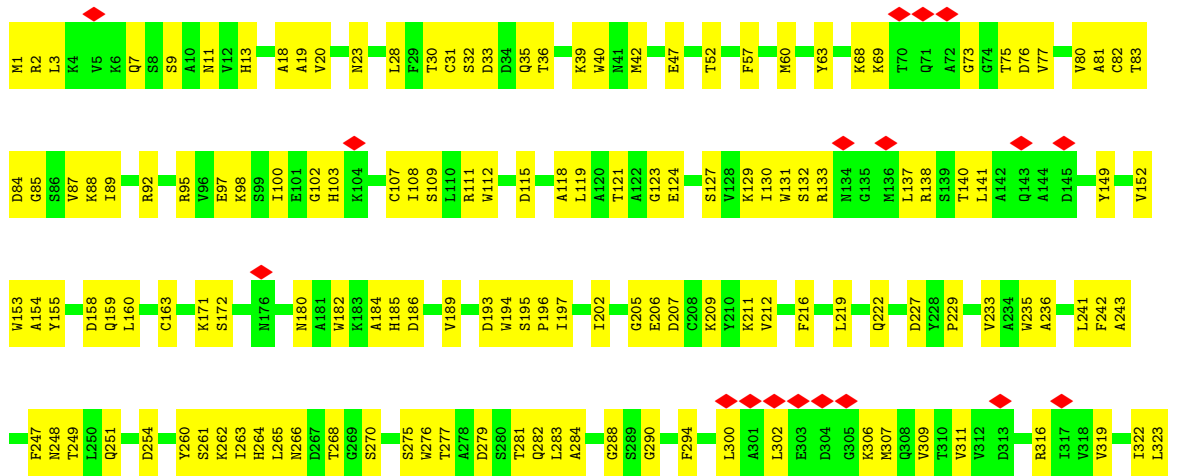 M1 R2 L3 K4 V5 K6 Q7 S8 S9 A10 N11 V12 H13 A18 A19 V20 N23 L28 F29 T30 C31 S32 D33 D34 Q35 T36 K39 W40 N41 M42 E47 T52 F57 M60 Y63 K68 K69 T70 Q71 A72 G73 G74 T75 D76 V77 V80 A81 C82 T83
D84 G85 S86 V87 K88 I89 R92 R95 V96 E97 K98 S99 I100 E101 G102 H103 K104 C107 I108 S109 L110 R111 W112 D115 A118 L119 A120 T121 A122 G123 E124 S127 V128 K129 I130 W131 S132 R133 N134 G135 M136 L137 R138 S139 T140 L141 A142 Q143 A144 D145 Y149 V152
W153 A154 Y155 D158 Q159 L160 C163 K171 S172 N176 N180 A181 W182 K183 A184 H185 D186 V189 D193 W194 S195 P196 I197 I202 G205 E206 D207 C208 K209 Y210 K211 V212 F216 L219 Q222 D227 Y228 P229 V233 A234 W235 A236 L241 F242 A243
F247 N248 T249 L250 Q251 D254 Y260 S261 K262 I263 H264 L265 N266 D267 T268 G269 S270 S275 W276 T277 A278 D279 S280 T281 Q282 L283 A284 G288 S289 G290 F294 L300 A301 L302 E303 D304 G305 K306 M307 Q308 V309 T310 V311 V312 D313 R316 I317 V318 V319 I322 L323